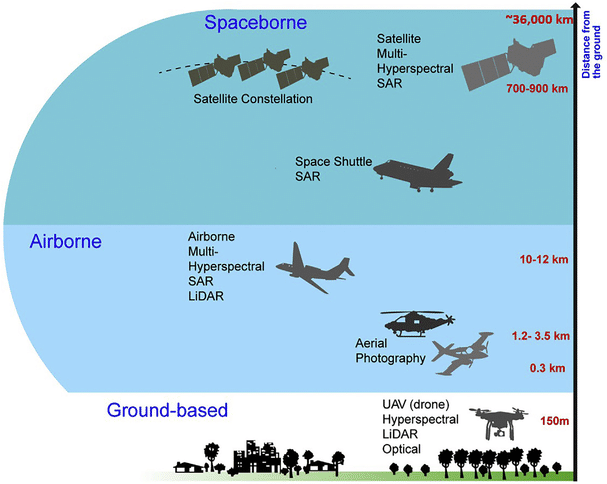 Spaceborne
~36,000 km
Distance from
the ground
Satellite
Multi-
Hyperspectral
SAR
700-900 km
Satellite Constellation
Space Shuttle
SAR
Airborne
Airborne
Multi-
Hyperspectral
SAR
LiDAR
10-12 km
1.2- 3.5 km
Aerial
Photography
0.3 km
Ground-based
UAV (drone)
Hyperspectral
LiDAR
Optical
150m